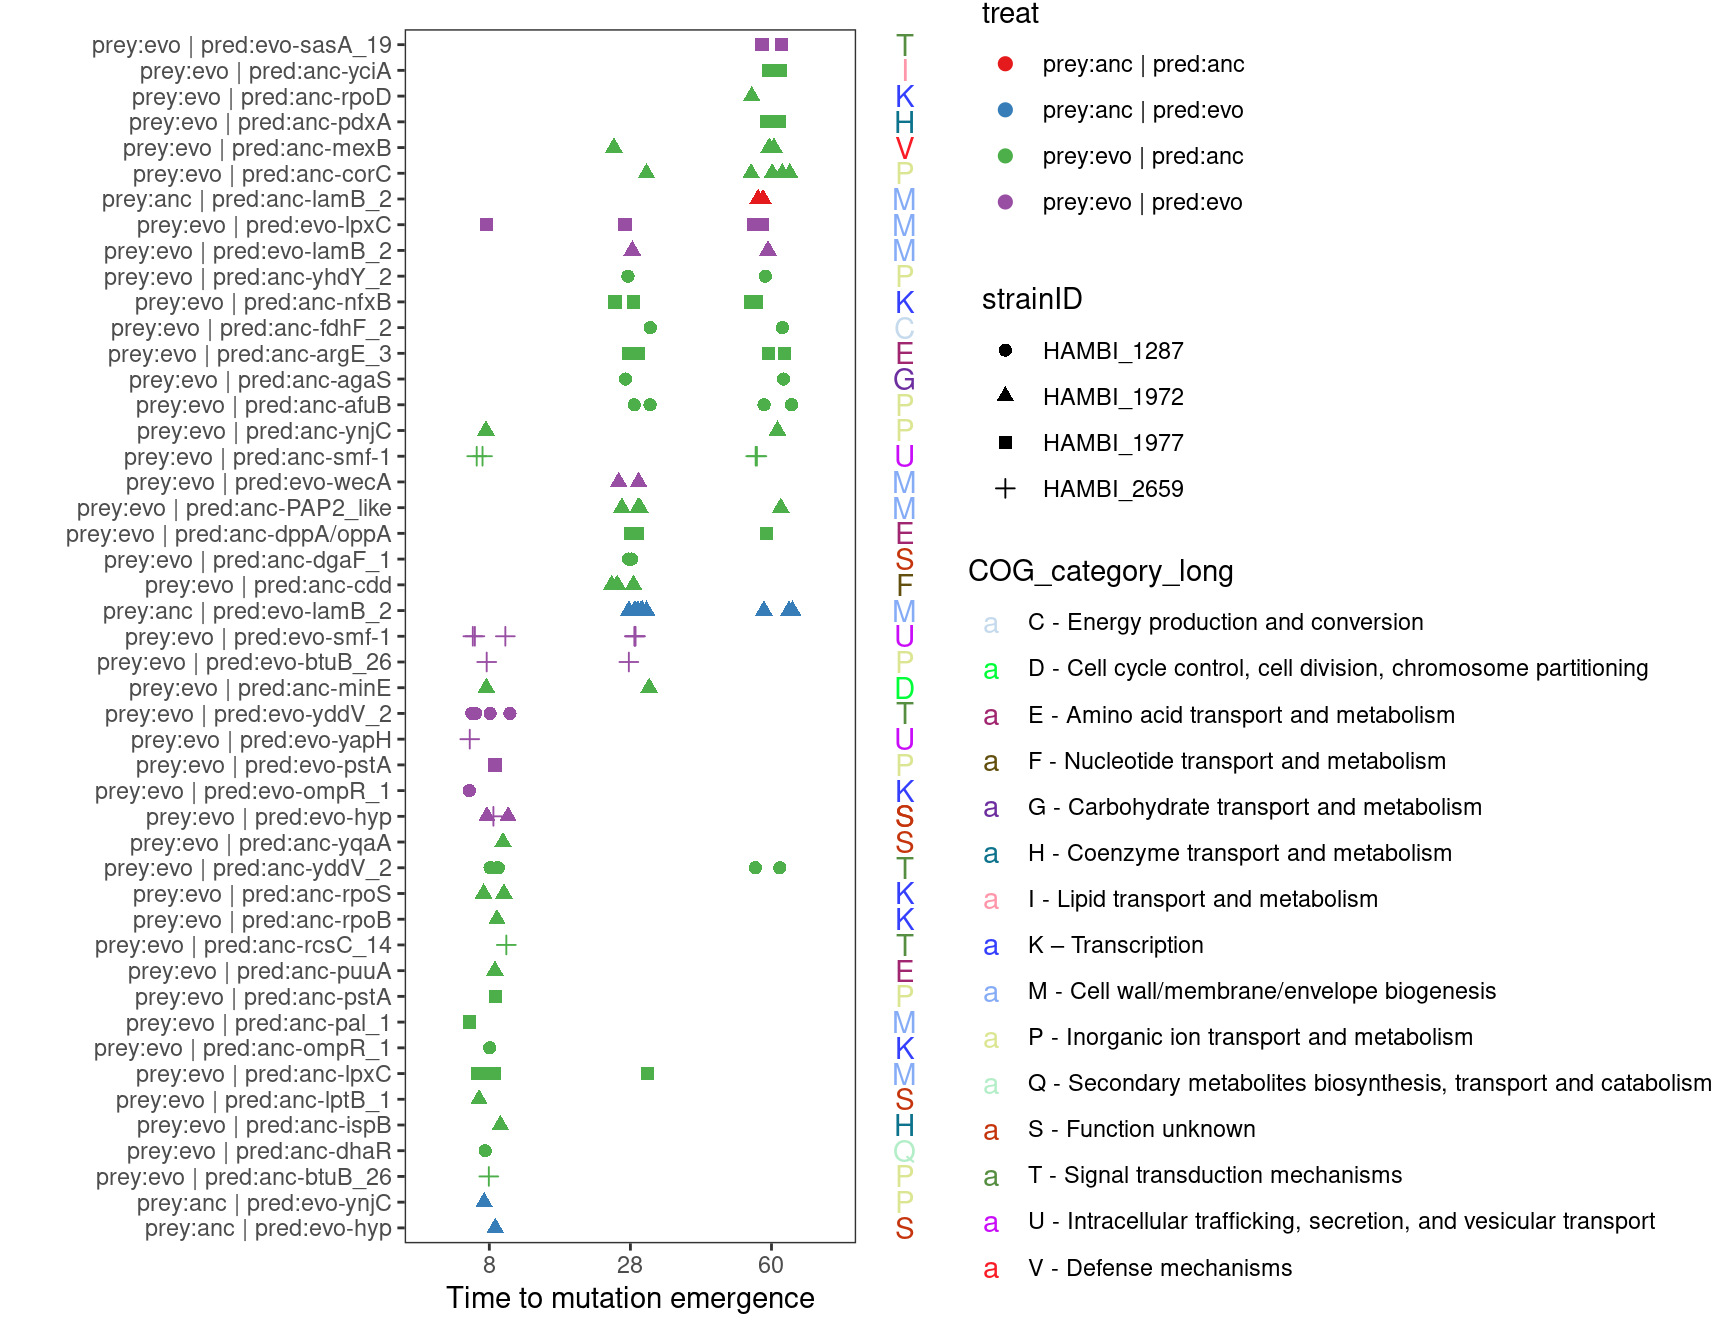 prey:evo | pred:evo-sasA_19 T
prey:evo | pred:anc-yciA I
prey:evo | pred:anc-rpoD K
prey:evo | pred:anc-pdxA H
prey:evo | pred:anc-mexB V
prey:evo | pred:anc-corC P
prey:anc | pred:anc-lamB_2 M
prey:evo | pred:evo-lpxC M
prey:evo | pred:evo-lamB_2 M
prey:evo | pred:anc-yhdY_2 P
prey:evo | pred:anc-nfxB K
prey:evo | pred:anc-fdhF_2 C
prey:evo | pred:anc-argE_3 E
prey:evo | pred:anc-agaS G
prey:evo | pred:anc-afuB P
prey:evo | pred:anc-ynjC P
prey:evo | pred:anc-smf-1 U
prey:evo | pred:evo-wecA M
prey:evo | pred:anc-PAP2_like M
prey:evo | pred:anc-dppA/oppA E
prey:evo | pred:anc-dgaF_1 S
prey:evo | pred:anc-cdd F
prey:anc | pred:evo-lamB_2 M
prey:evo | pred:evo-smf-1 U
prey:evo | pred:evo-btuB_26 P
prey:evo | pred:anc-minE D
prey:evo | pred:evo-yddV_2 T
prey:evo | pred:evo-yapH U
prey:evo | pred:evo-pstA P
prey:evo | pred:evo-ompR_1 K
prey:evo | pred:evo-hyp S
prey:evo | pred:anc-yqaA S
prey:evo | pred:anc-yddV_2 T
prey:evo | pred:anc-rpoS K
prey:evo | pred:anc-rpoB K
prey:evo | pred:anc-rcsC_14 T
prey:evo | pred:anc-puuA E
prey:evo | pred:anc-pstA P
prey:evo | pred:anc-pal_1 M
prey:evo | pred:anc-ompR_1 K
prey:evo | pred:anc-lpxC M
prey:evo | pred:anc-lptB_1 S
prey:evo | pred:anc-ispB H
prey:evo | pred:anc-dhaR Q
prey:evo | pred:anc-btuB_26 P
prey:anc | pred:evo-ynjC P
prey:anc | pred:evo-hyp S
8 28 60
Time to mutation emergence
treat
prey:anc | pred:anc
prey:anc | pred:evo
prey:evo | pred:anc
prey:evo | pred:evo
strainID
HAMBI_1287
HAMBI_1972
HAMBI_1977
HAMBI_2659
COG_category_long
a C - Energy production and conversion
a D - Cell cycle control, cell division, chromosome partitioning
a E - Amino acid transport and metabolism
a F - Nucleotide transport and metabolism
a G - Carbohydrate transport and metabolism
a H - Coenzyme transport and metabolism
a I - Lipid transport and metabolism
a K – Transcription
a M - Cell wall/membrane/envelope biogenesis
a P - Inorganic ion transport and metabolism
a Q - Secondary metabolites biosynthesis, transport and catabolism
a S - Function unknown
a T - Signal transduction mechanisms
a U - Intracellular trafficking, secretion, and vesicular transport
a V - Defense mechanisms